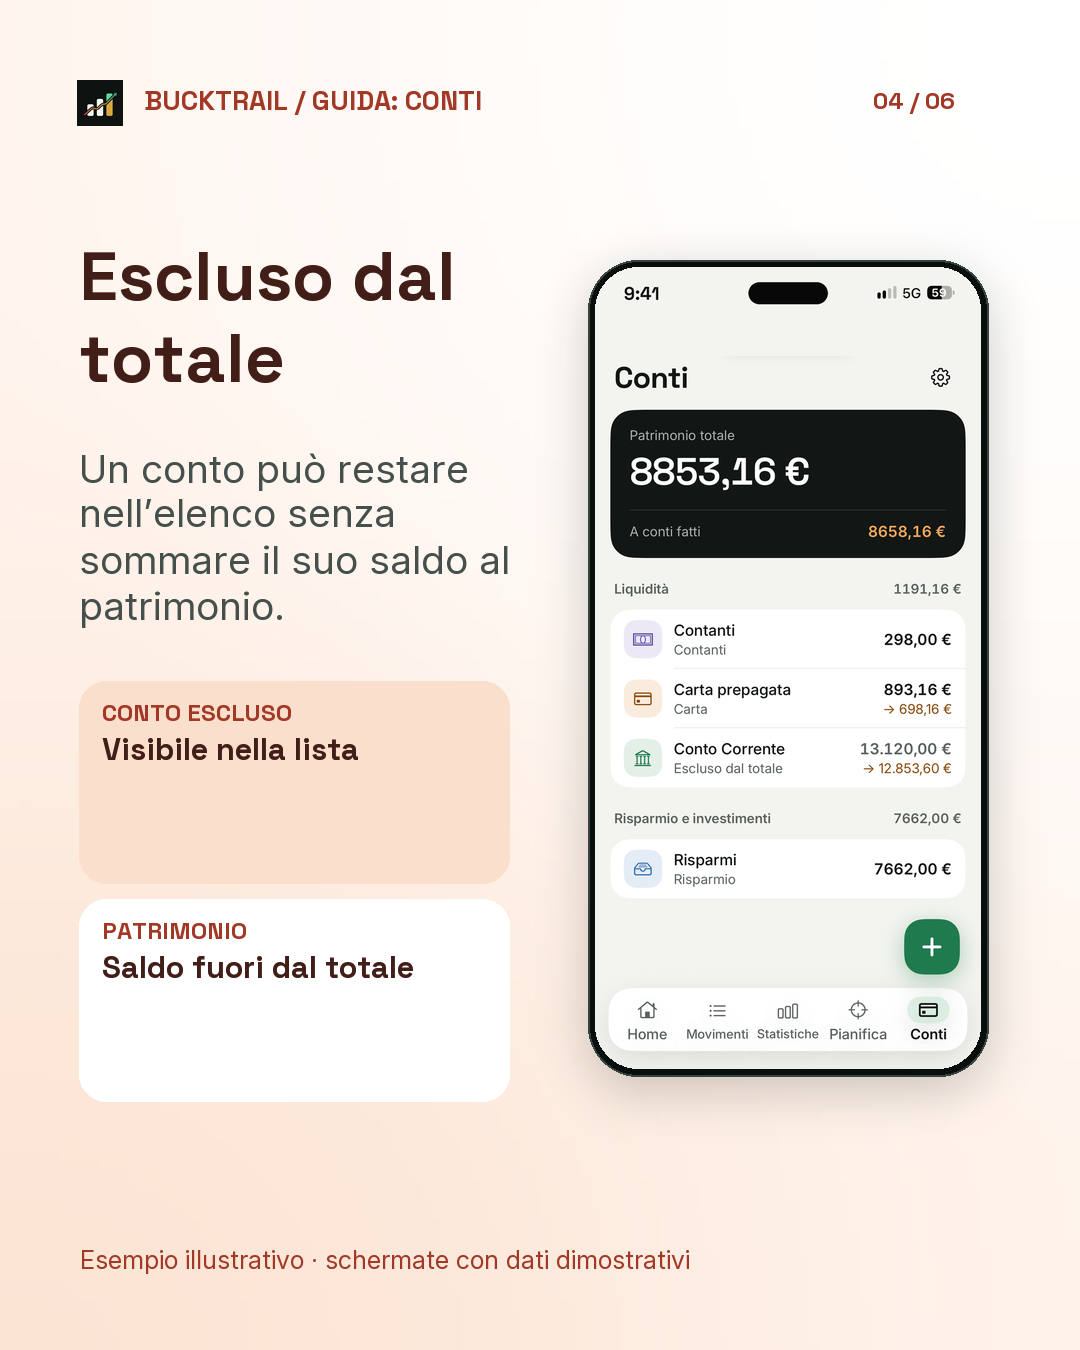 BUCKTRAIL / GUIDA: CONTI
04 / 06
Escluso dal
totale
Un conto può restare
nell’elenco senza
sommare il suo saldo al
patrimonio.
CONTO ESCLUSO
Visibile nella lista
PATRIMONIO
Saldo fuori dal totale
9:41
5G
59
Conti
Patrimonio totale
8853,16 €
A conti fatti
8658,16 €
Liquidità
1191,16 €
Contanti
298,00 €
Contanti
Carta prepagata
893,16 €
Carta
→ 698,16 €
Conto Corrente
13.120,00 €
Escluso dal totale
→ 12.853,60 €
Risparmio e investimenti
7662,00 €
Risparmi
7662,00 €
Risparmio
Home
Movimenti
Statistiche
Pianifica
Conti
Esempio illustrativo · schermate con dati dimostrativi